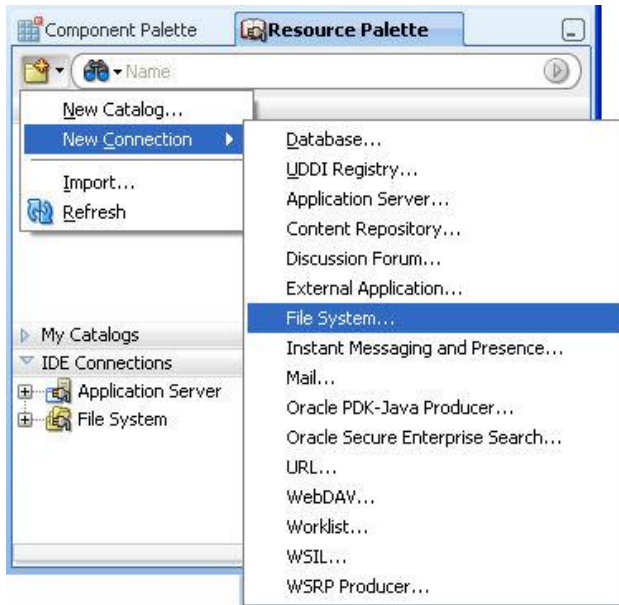 Component Palette
Resource Palette
Name
New Catalog...
New Connection
Import...
Refresh
Database...
UDDI Registry...
Application Server...
Content Repository...
Discussion Forum...
External Application...
File System...
Instant Messaging and Presence...
Mail...
Oracle PDK-Java Producer...
Oracle Secure Enterprise Search...
URL...
WebDAV...
Worklist...
WSIL...
WSRP Producer...
My Catalogs
IDE Connections
Application Server
File System